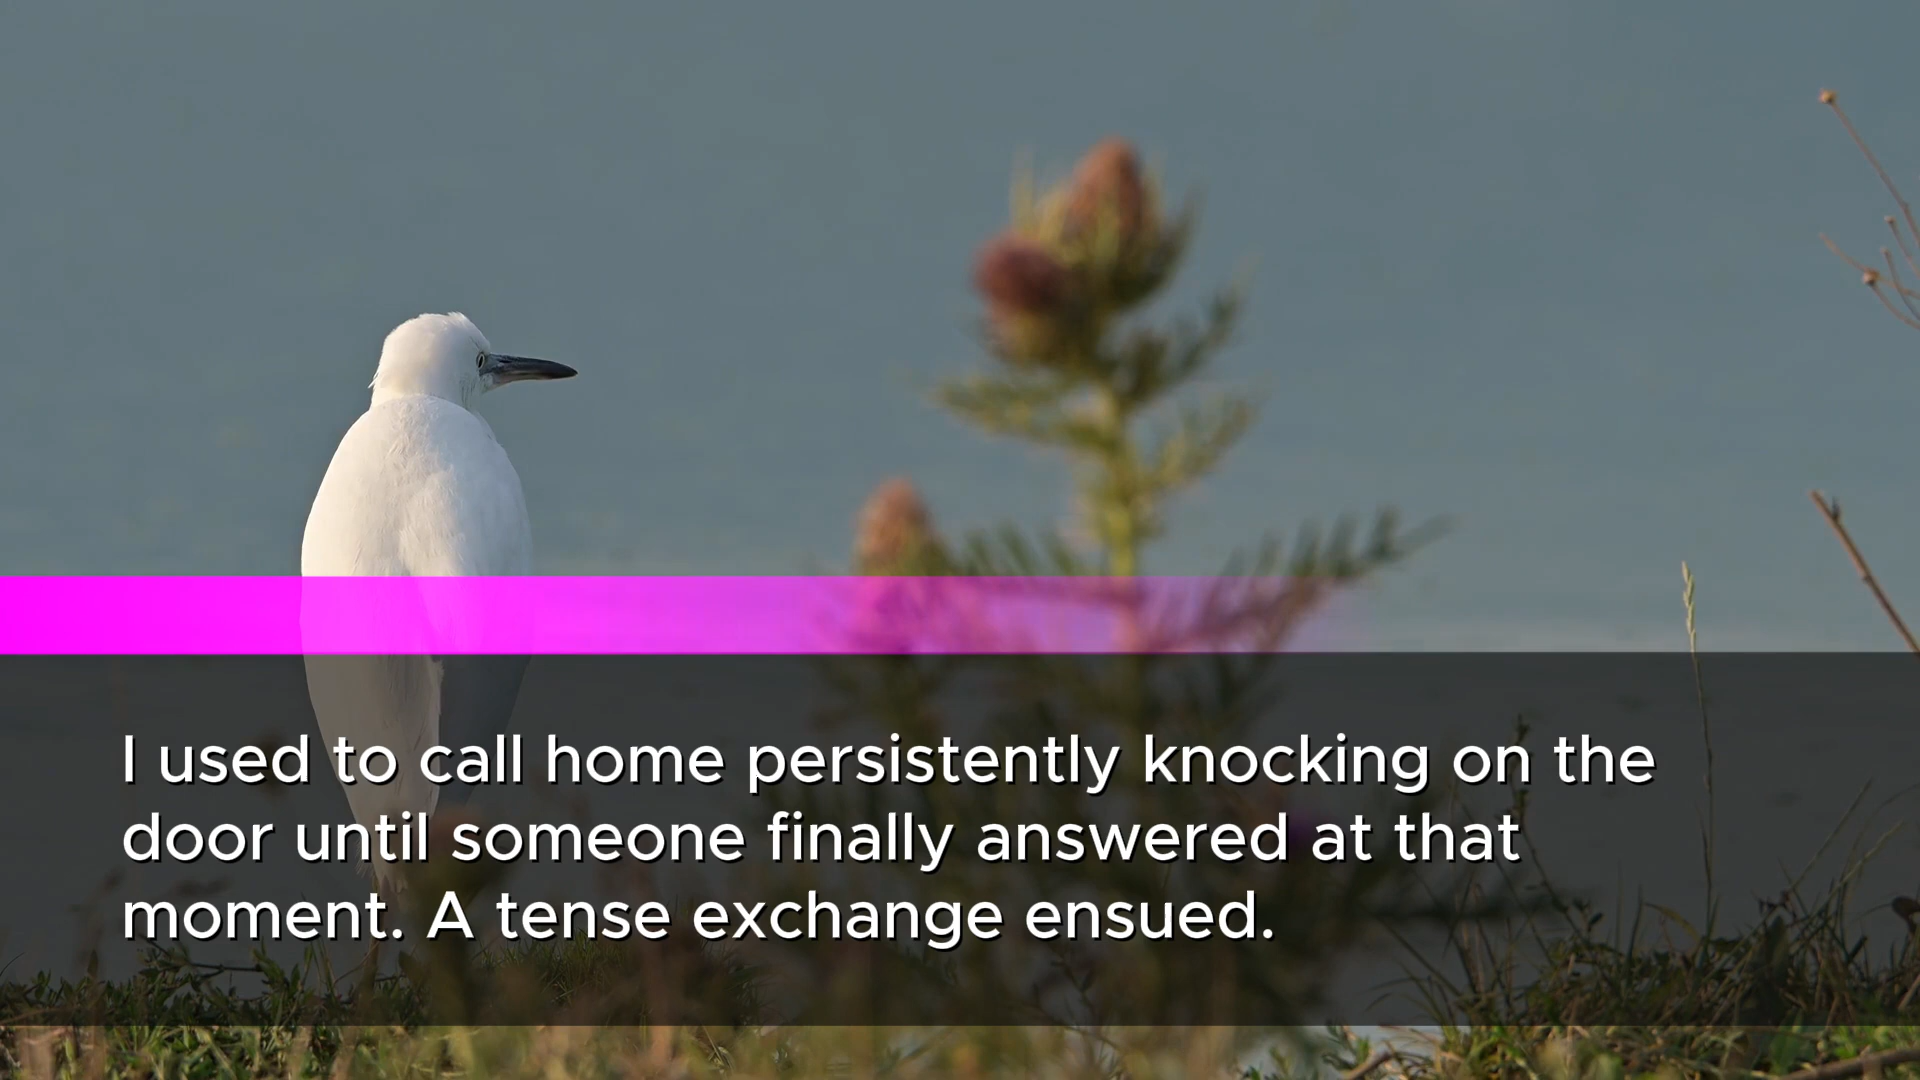 I used to call home persistently knocking on the
door until someone finally answered at that
moment. A tense exchange ensued.